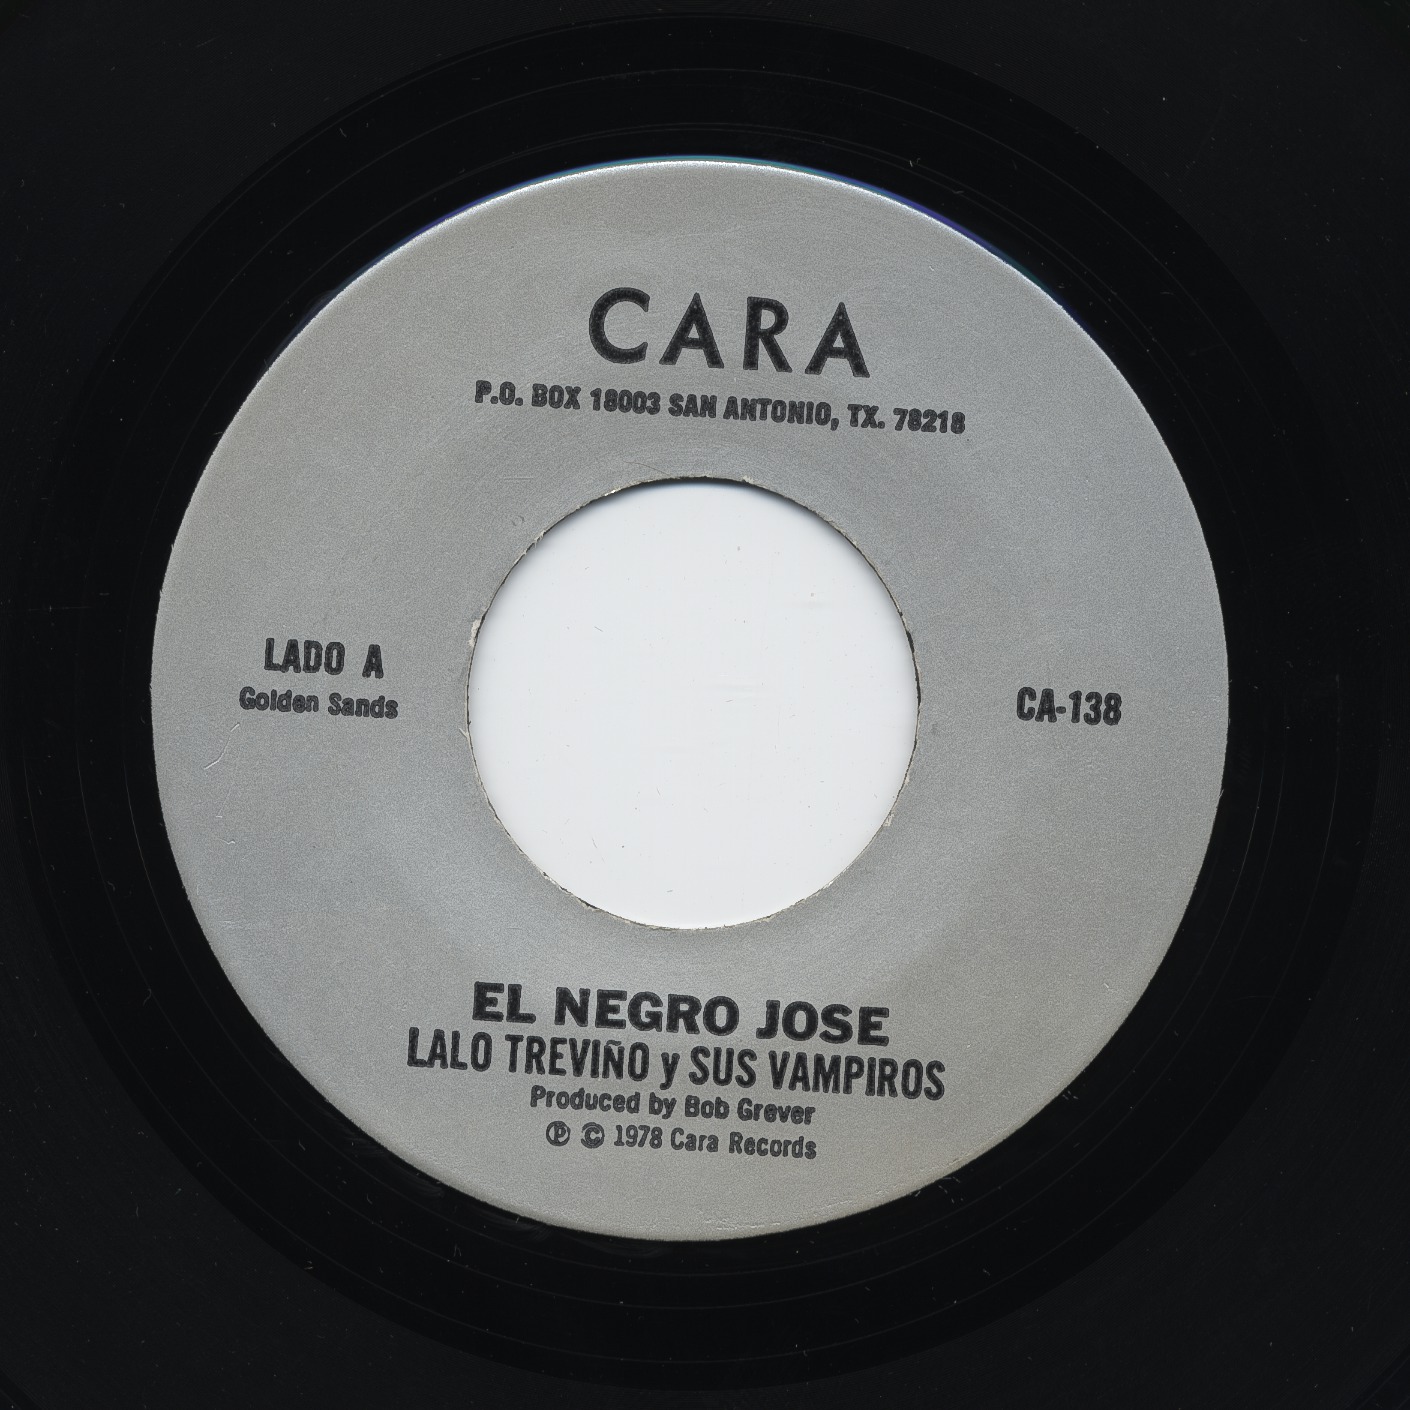 CARA
P.O. BOX 18003 SAN ANTONIO, TX. 78218
LADO A
Golden Sands
CA-138
EL NEGRO JOSE
LALO TREVIÑO y SUS VAMPIROS
Produced by Bob Grever
℗ © 1978 Cara Records